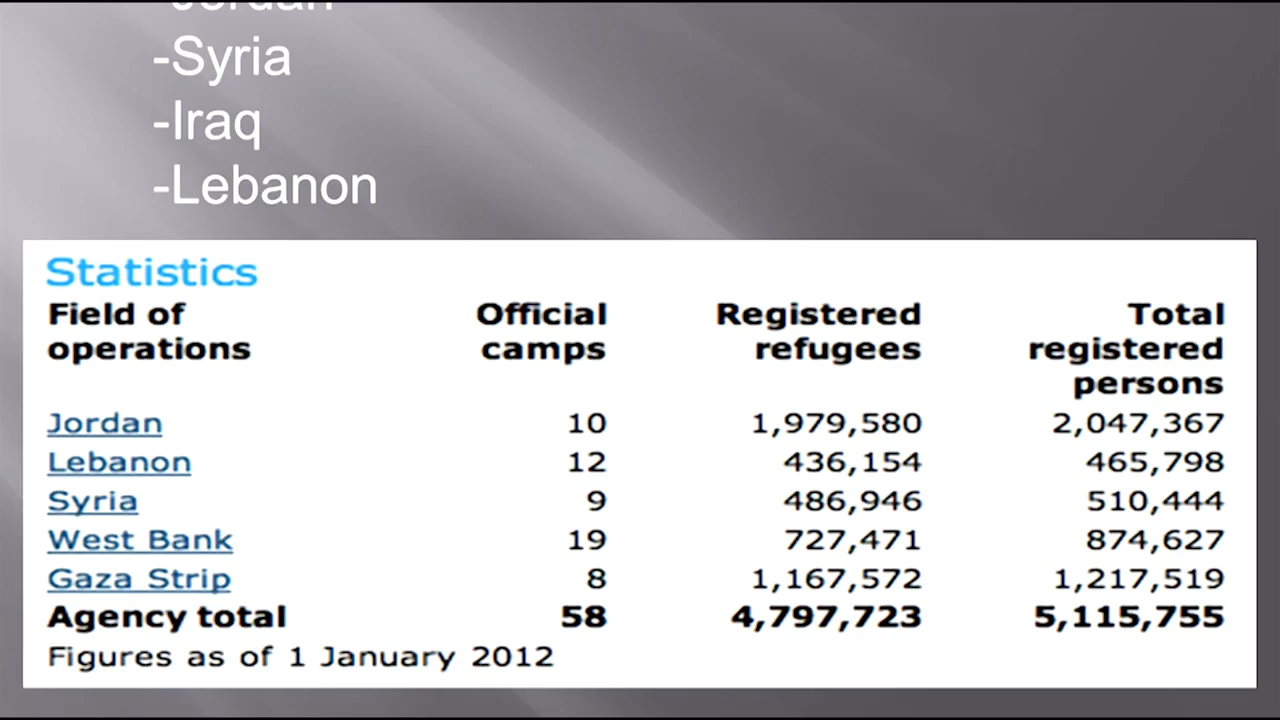 -Jordan
-Syria
-Iraq
-Lebanon
Statistics
Field of operations Official camps Registered refugees Total registered persons
Jordan 10 1,979,580 2,047,367
Lebanon 12 436,154 465,798
Syria 9 486,946 510,444
West Bank 19 727,471 874,627
Gaza Strip 8 1,167,572 1,217,519
Agency total 58 4,797,723 5,115,755
Figures as of 1 January 2012